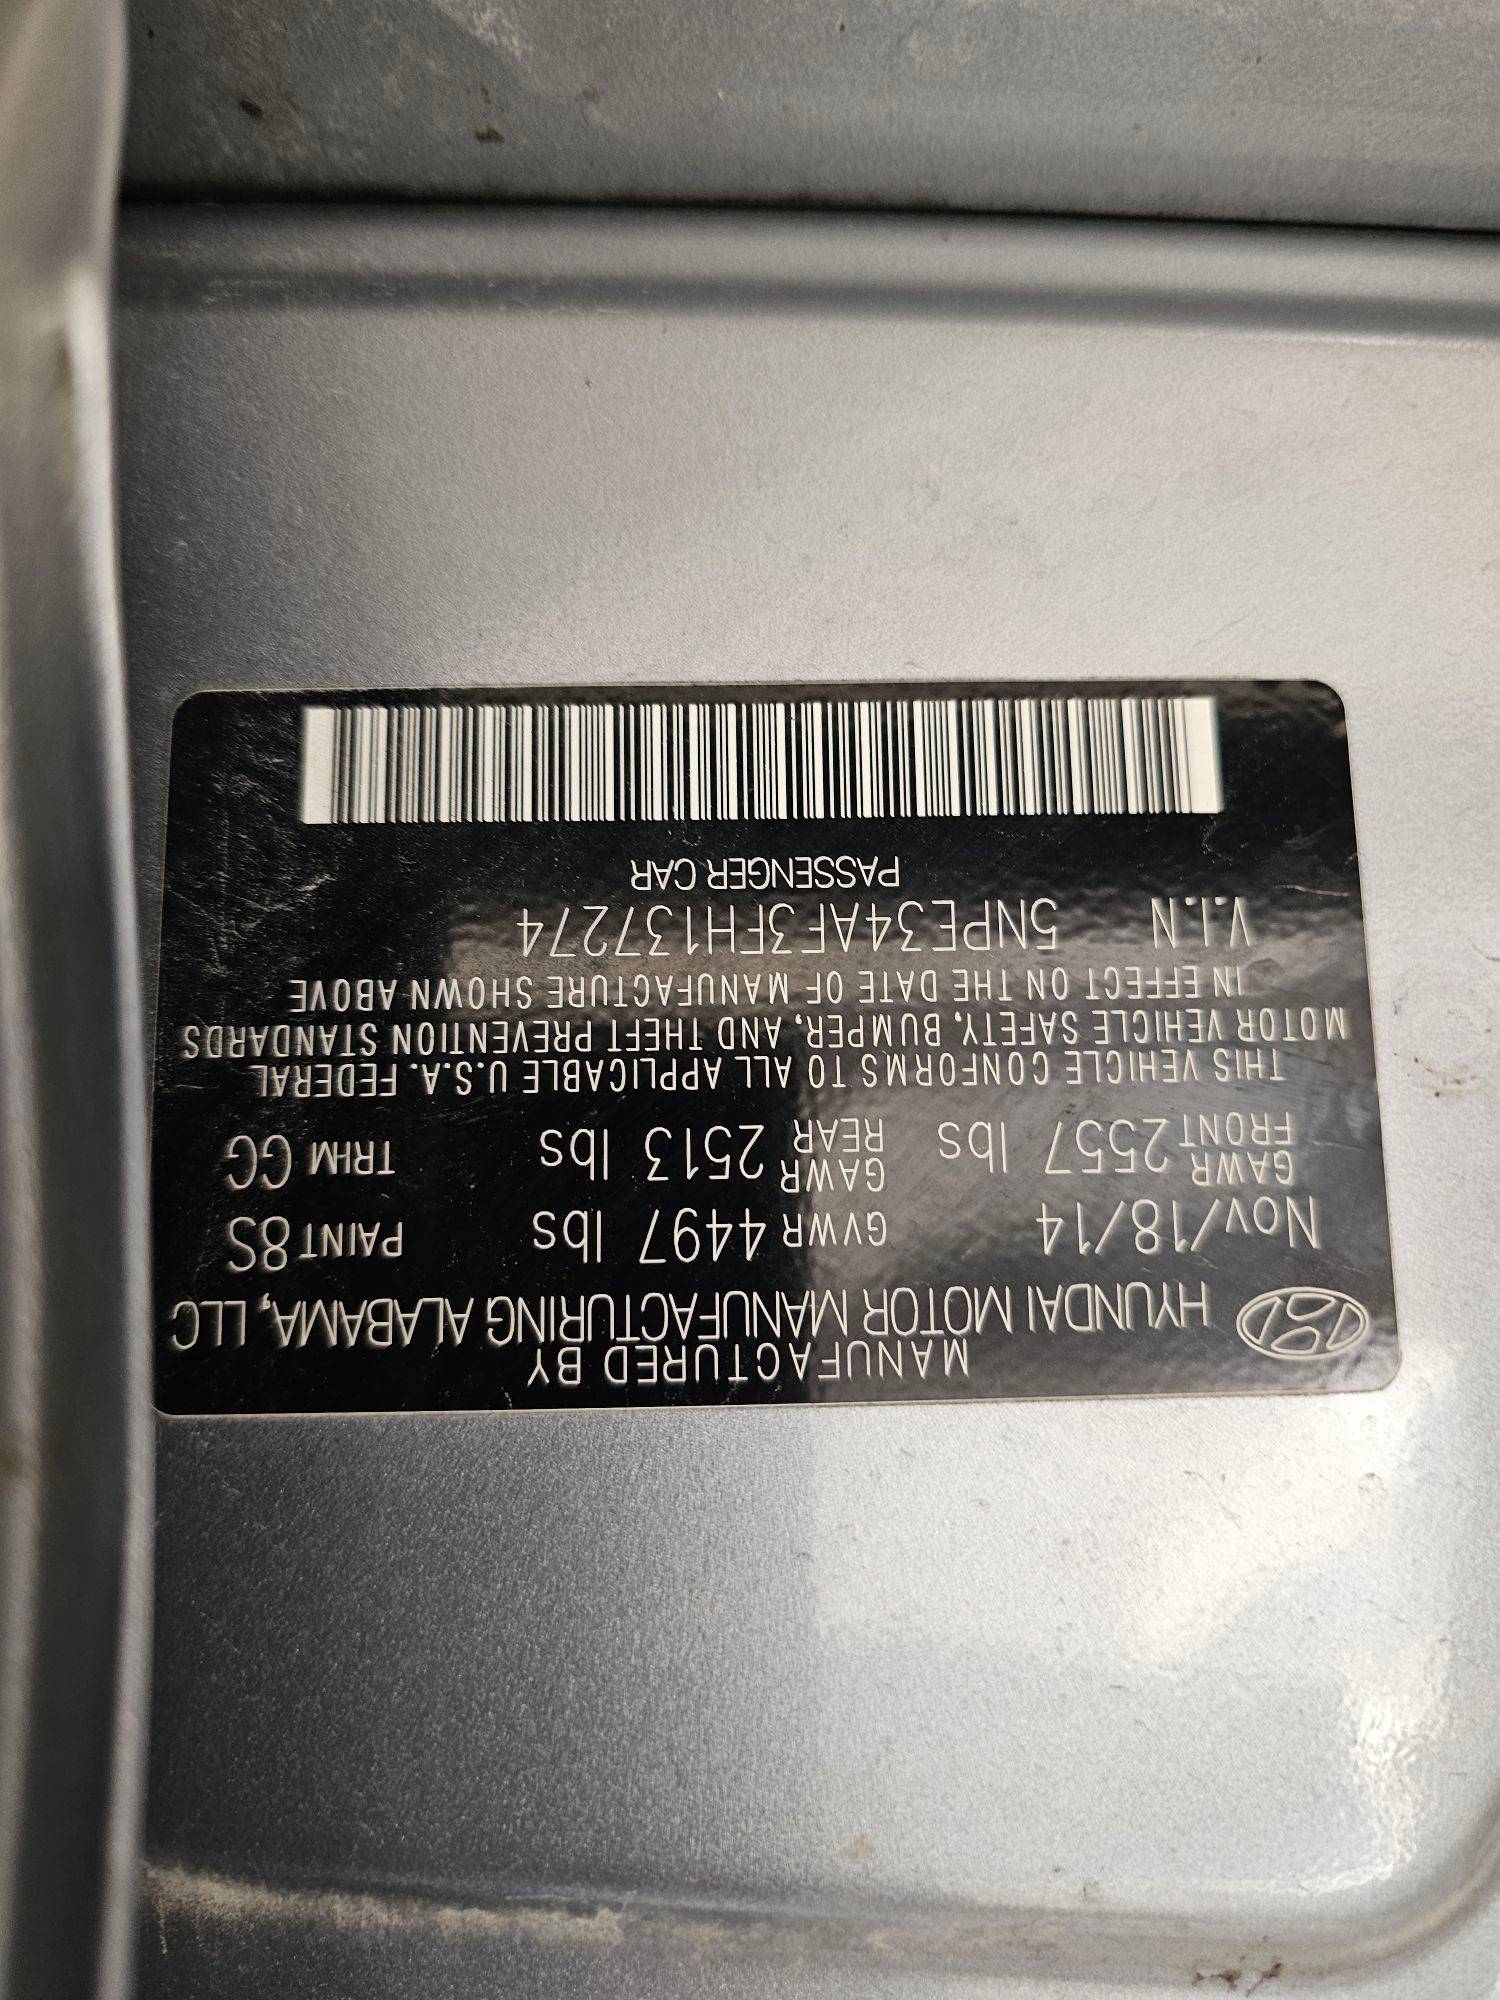 MANUFACTURED BY
HYUNDAI MOTOR MANUFACTURING ALABAMA, LLC
Nov/18/14 GVWR 4497 lbs PAINT 8S
GAWR FRONT 2557 lbs GAWR REAR 2513 lbs TRIM GG
THIS VEHICLE CONFORMS TO ALL APPLICABLE U.S.A. FEDERAL
MOTOR VEHICLE SAFETY, BUMPER, AND THEFT PREVENTION STANDARDS
IN EFFECT ON THE DATE OF MANUFACTURE SHOWN ABOVE
V.I.N 5NPE34AF3FH137274
PASSENGER CAR